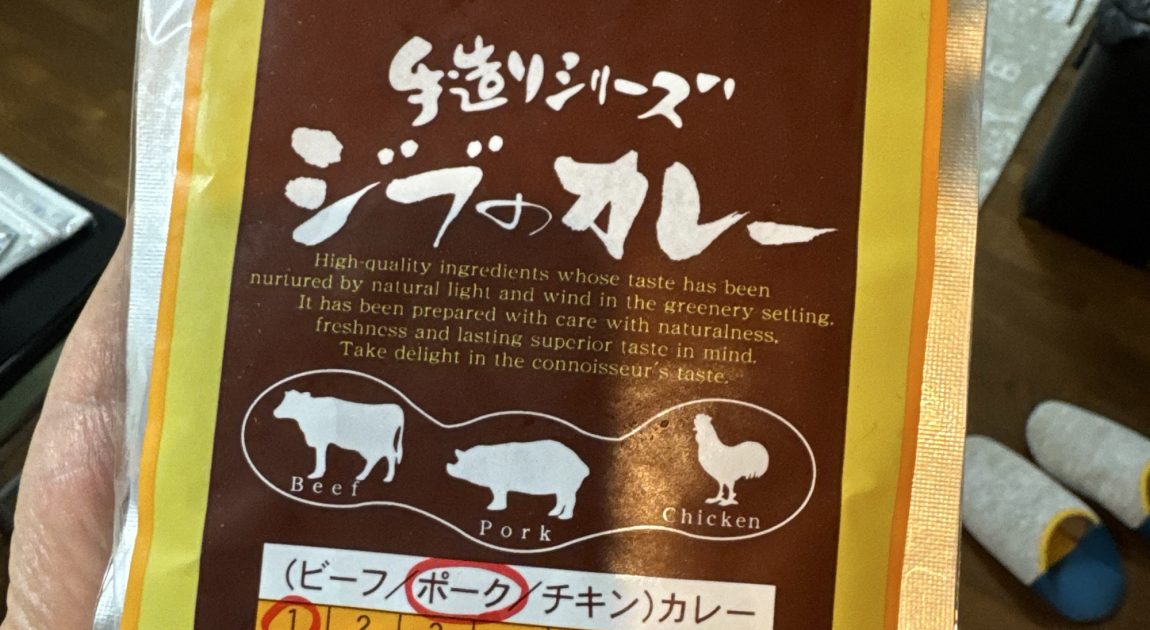 手造りシリーズ
ジブのカレー
High-quality ingredients whose taste has been
nurtured by natural light and wind in the greenery setting.
It has been prepared with care with naturalness,
freshness and lasting superior taste in mind.
Take delight in the connoisseur's taste.
Beef
Pork
Chicken
(ビーフ/ポーク/チキン)カレー
1 2 3